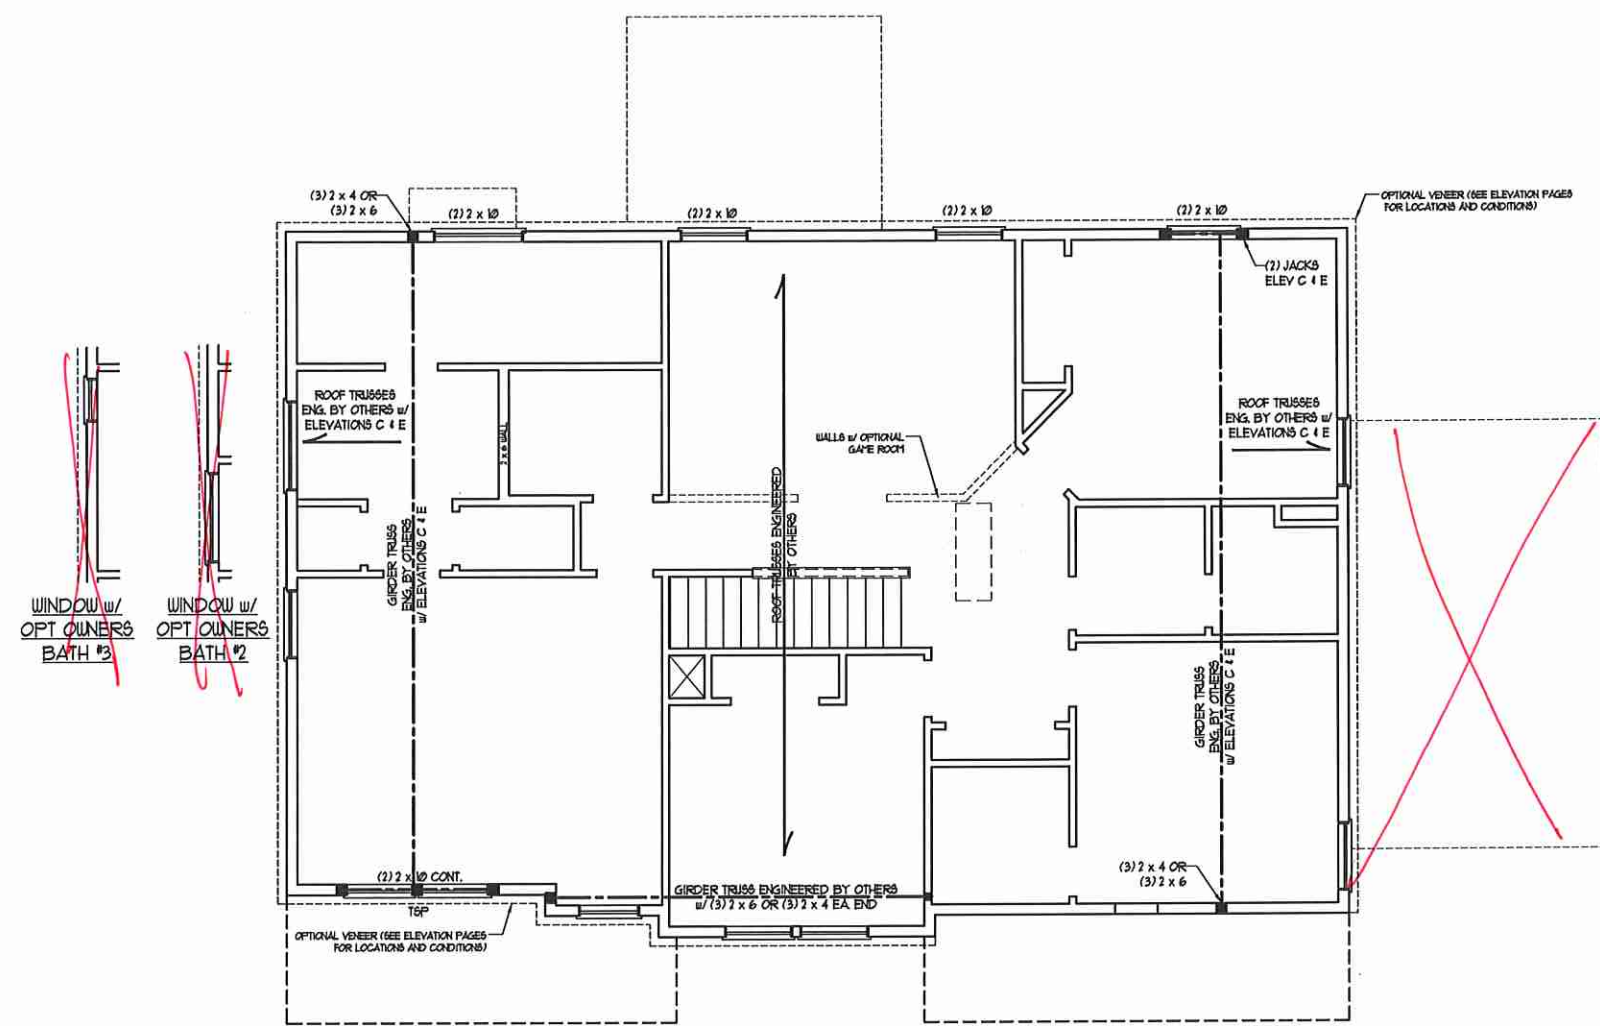 (3) 2 x 4 OR
(3) 2 x 6
(2) 2 x 10
(2) 2 x 10
(2) 2 x 10
(2) 2 x 10
OPTIONAL VENEER (SEE ELEVATION PAGES
FOR LOCATIONS AND CONDITIONS)
(2) JACKS
ELEV C & E
ROOF TRUSSES
ENG. BY OTHERS w/
ELEVATIONS C & E
2 x 6 WALL
WALLS w/ OPTIONAL
GAME ROOM
ROOF TRUSSES
ENG. BY OTHERS w/
ELEVATIONS C & E
ROOF TRUSSES ENGINEERED
BY OTHERS
GIRDER TRUSS
ENG. BY OTHERS
w/ ELEVATIONS C & E
WINDOW w/
OPT OWNERS
BATH #3
WINDOW w/
OPT OWNERS
BATH #2
GIRDER TRUSS
ENG. BY OTHERS
w/ ELEVATIONS C & E
(3) 2 x 4 OR
(3) 2 x 6
(2) 2 x 10 CONT.
TSP
GIRDER TRUSS ENGINEERED BY OTHERS
w/ (3) 2 x 6 OR (3) 2 x 4 EA. END
OPTIONAL VENEER (SEE ELEVATION PAGES
FOR LOCATIONS AND CONDITIONS)